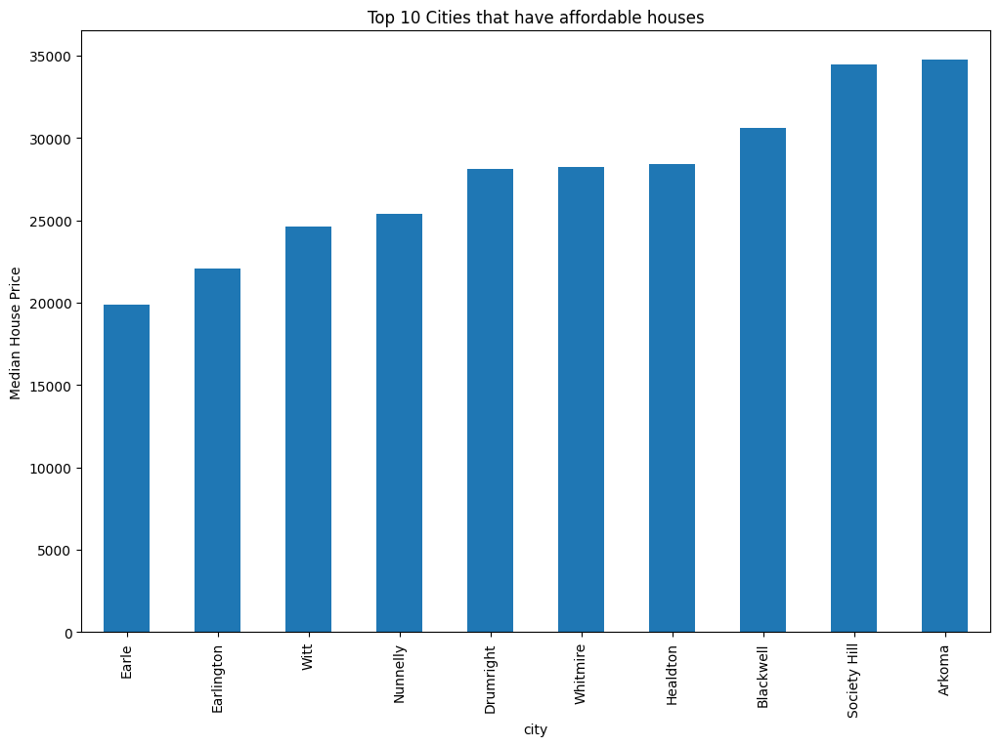 Top 10 Cities that have affordable houses
Median House Price
35000
30000
25000
20000
15000
10000
5000
0
Earle
Earlington
Witt
Nunnelly
Drumright
Whitmire
Healdton
Blackwell
Society Hill
Arkoma
city